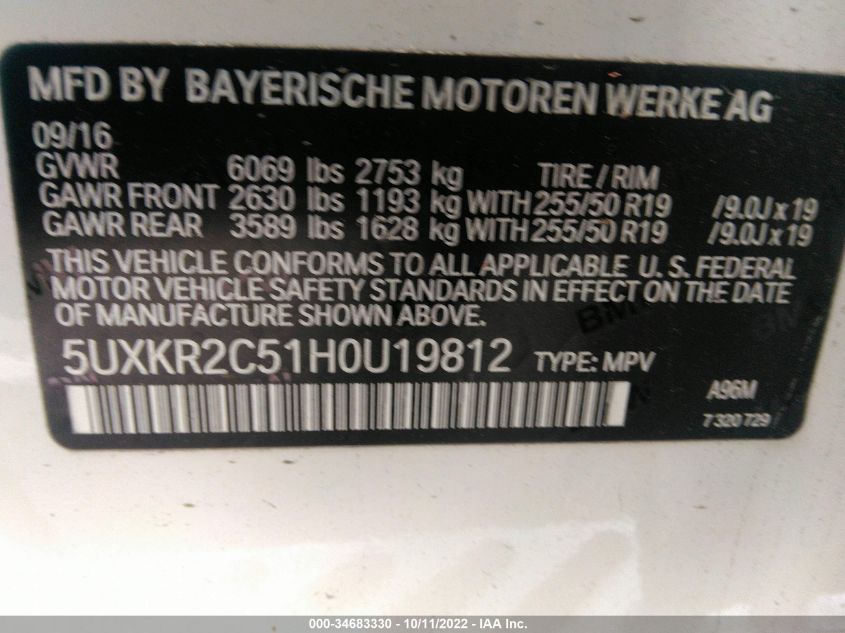 MFD BY BAYERISCHE MOTOREN WERKE AG
09/16
GVWR 6069 lbs 2753 kg TIRE / RIM
GAWR FRONT 2630 lbs 1193 kg WITH 255/50 R19 /9.0J x 19
GAWR REAR 3589 lbs 1628 kg WITH 255/50 R19 /9.0J x 19
THIS VEHICLE CONFORMS TO ALL APPLICABLE U. S. FEDERAL
MOTOR VEHICLE SAFETY STANDARDS IN EFFECT ON THE DATE
OF MANUFACTURE SHOWN ABOVE.
5UXKR2C51H0U19812 TYPE: MPV
A96M
7 320 729
000-34683330 - 10/11/2022 - IAA Inc.